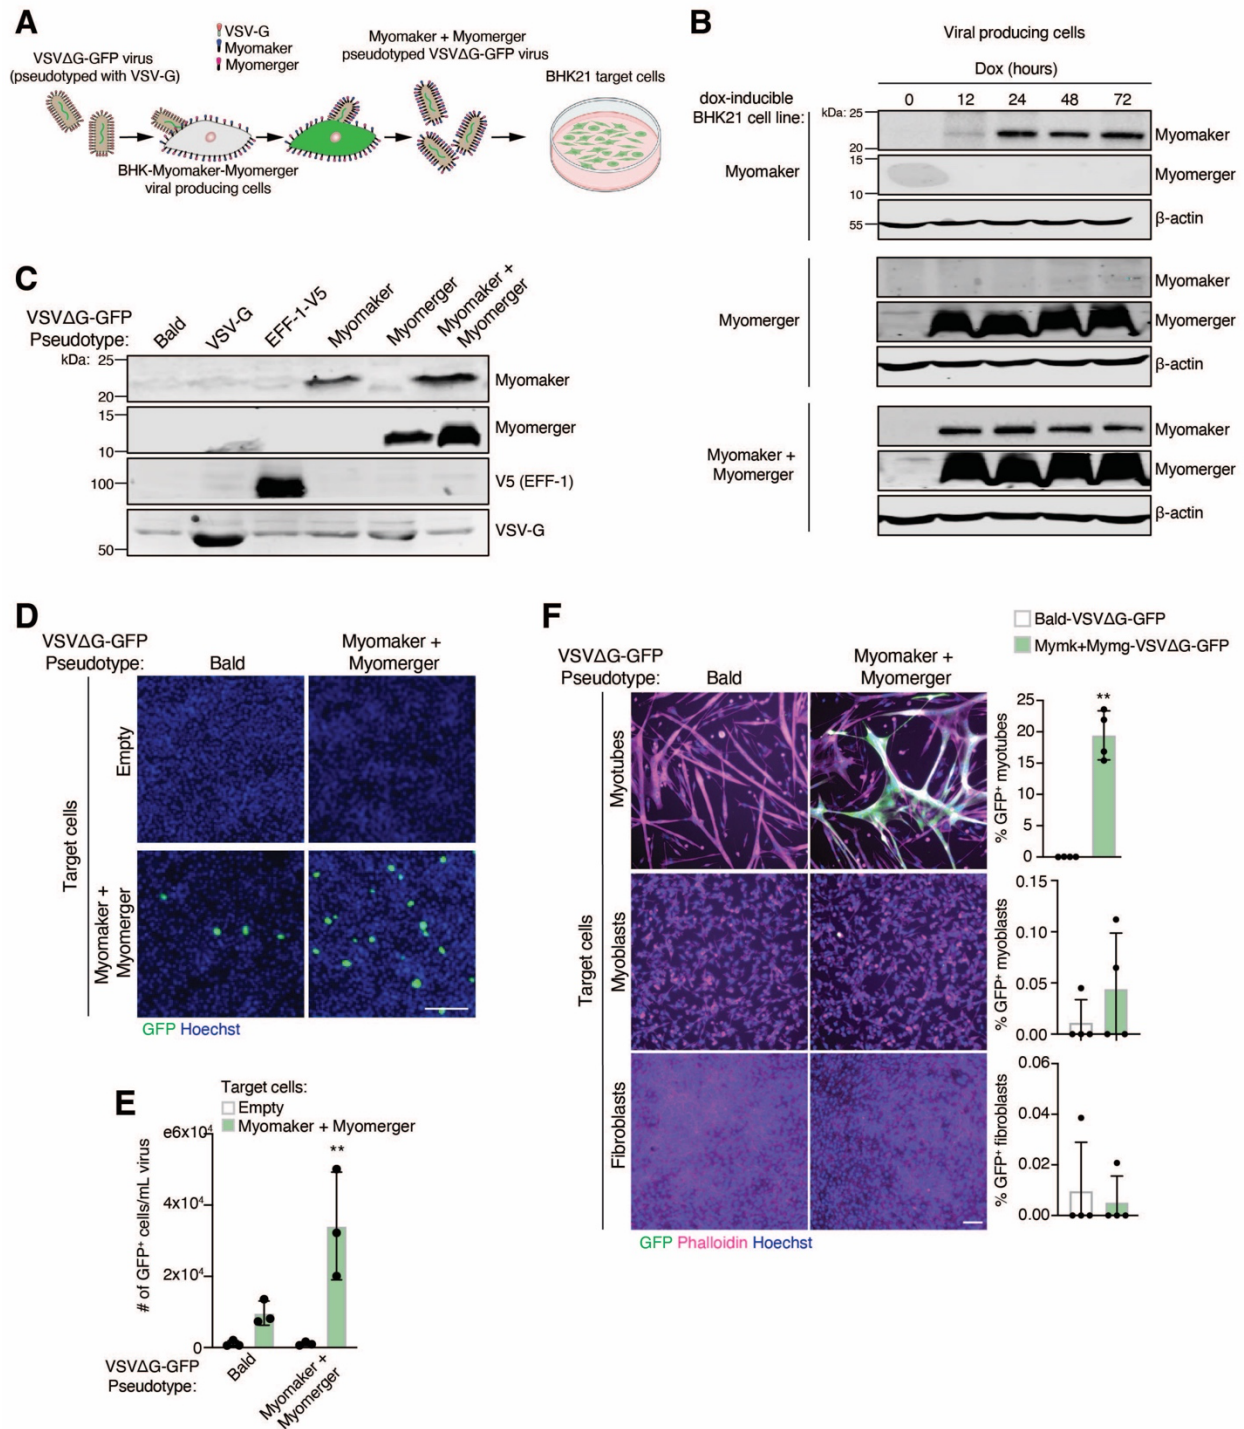 A
VSV-G
Myomaker
Myomerger
VSVΔG-GFP virus
(pseudotyped with VSV-G)
Myomaker + Myomerger
pseudotyped VSVΔG-GFP virus
BHK21 target cells
BHK-Myomaker-Myomerger
viral producing cells
B
Viral producing cells
Dox (hours)
dox-inducible
BHK21 cell line:
0 12 24 48 72
kDa: 25
20
Myomaker
15
10
Myomerger
55
β-actin
Myomaker
Myomaker
Myomerger
β-actin
Myomerger
Myomaker
Myomerger
β-actin
Myomaker +
Myomerger
C
VSVΔG-GFP
Pseudotype:
Bald
VSV-G
EFF-1-V5
Myomaker
Myomerger
Myomaker +
Myomerger
kDa: 25
20
Myomaker
15
10
Myomerger
100
V5 (EFF-1)
50
VSV-G
D
VSVΔG-GFP
Pseudotype:
Bald
Myomaker +
Myomerger
Target cells
Empty
Myomaker +
Myomerger
GFP Hoechst
E
Target cells:
Empty
Myomaker + Myomerger
# of GFP⁺ cells/mL virus
e6x10⁴
4x10⁴
2x10⁴
0
**
VSVΔG-GFP
Pseudotype:
Bald
Myomaker +
Myomerger
F
Bald-VSVΔG-GFP
Mymk+Mymg-VSVΔG-GFP
VSVΔG-GFP
Pseudotype:
Bald
Myomaker +
Myomerger
Target cells
Myotubes
Myoblasts
Fibroblasts
% GFP⁺ myotubes
25
20
15
10
5
0
**
% GFP⁺ myoblasts
0.15
0.10
0.05
0.00
% GFP⁺ fibroblasts
0.06
0.04
0.02
0.00
GFP Phalloidin Hoechst